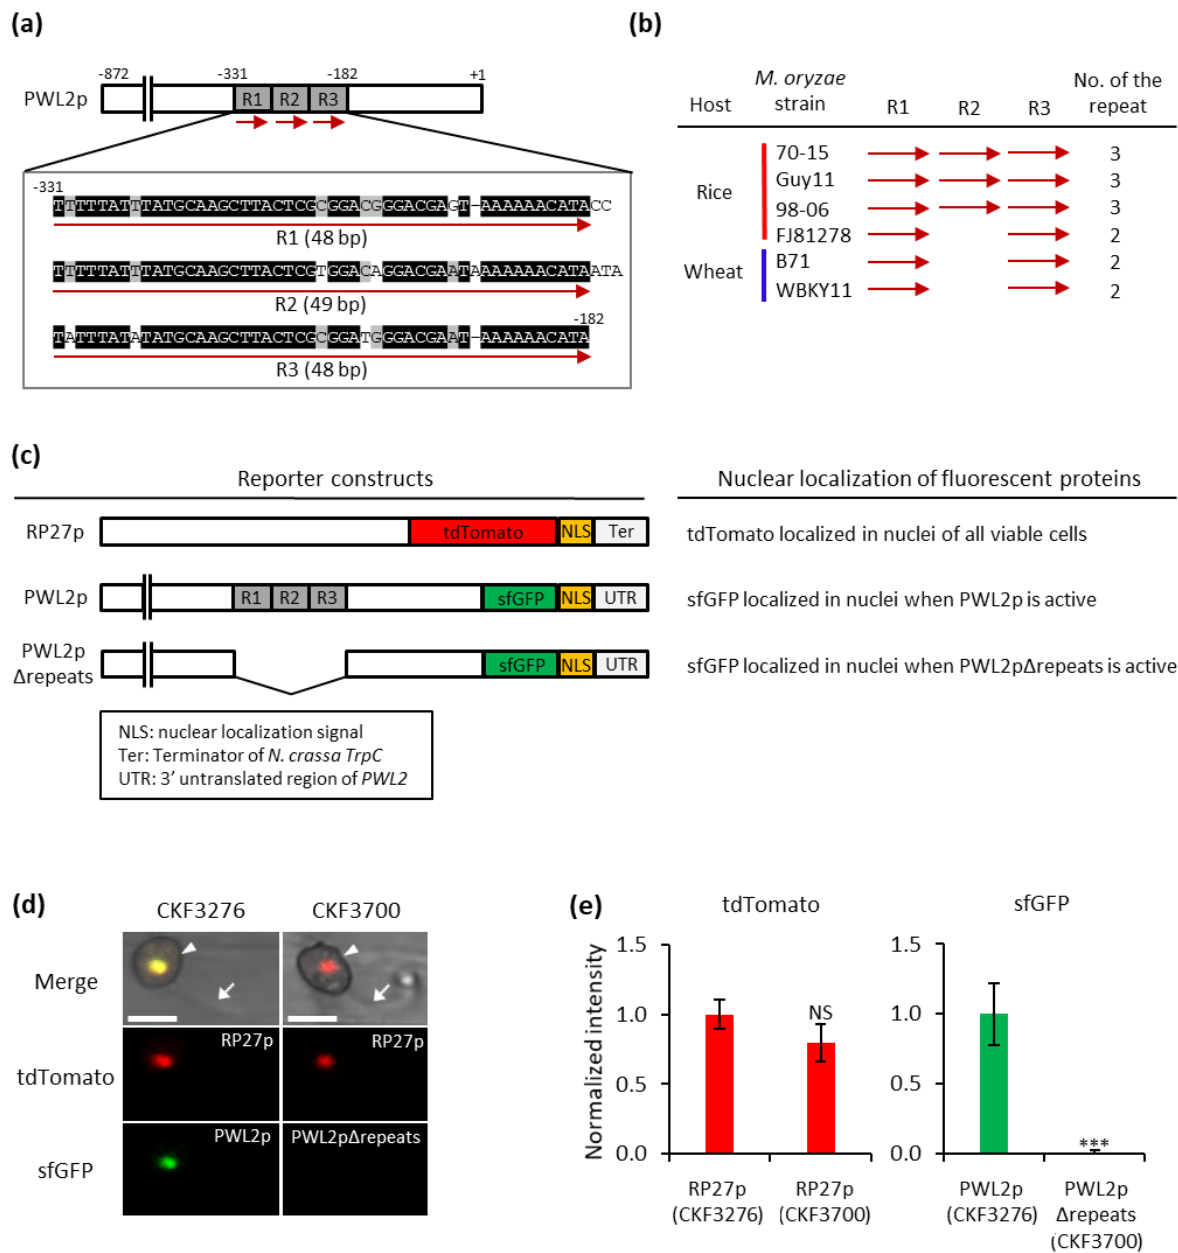 (a)
-872 -331 -182 +1
PWL2p R1 R2 R3
-331
TTTTTATTTATGCAAGCTTACTCGCGGACGGGACGAGT-AAAAAACATACC
R1 (48 bp)
TTTTTATTTATGCAAGCTTACTCGTGGACAGGACGAATAAAAAAACATAATA
R2 (49 bp)
-182
TATTTATATATGCAAGCTTACTCGCGGATGGGACGAAT-AAAAAACATA
R3 (48 bp)
(b)
Host M. oryzae strain R1 R2 R3 No. of the repeat
Rice
70-15 3
Guy11 3
98-06 3
FJ81278 2
Wheat
B71 2
WBKY11 2
(c)
Reporter constructs Nuclear localization of fluorescent proteins
RP27p tdTomato NLS Ter tdTomato localized in nuclei of all viable cells
PWL2p R1 R2 R3 sfGFP NLS UTR sfGFP localized in nuclei when PWL2p is active
PWL2p
Δrepeats sfGFP NLS UTR sfGFP localized in nuclei when PWL2pΔrepeats is active
NLS: nuclear localization signal
Ter: Terminator of N. crassa TrpC
UTR: 3' untranslated region of PWL2
(d)
CKF3276 CKF3700
Merge
tdTomato RP27p RP27p
sfGFP PWL2p PWL2pΔrepeats
(e)
tdTomato sfGFP
Normalized intensity
1.5
1.0
0.5
0.0
NS
RP27p
(CKF3276)
RP27p
(CKF3700)
1.5
1.0
0.5
0.0
***
PWL2p
(CKF3276)
PWL2p
Δrepeats
(CKF3700)